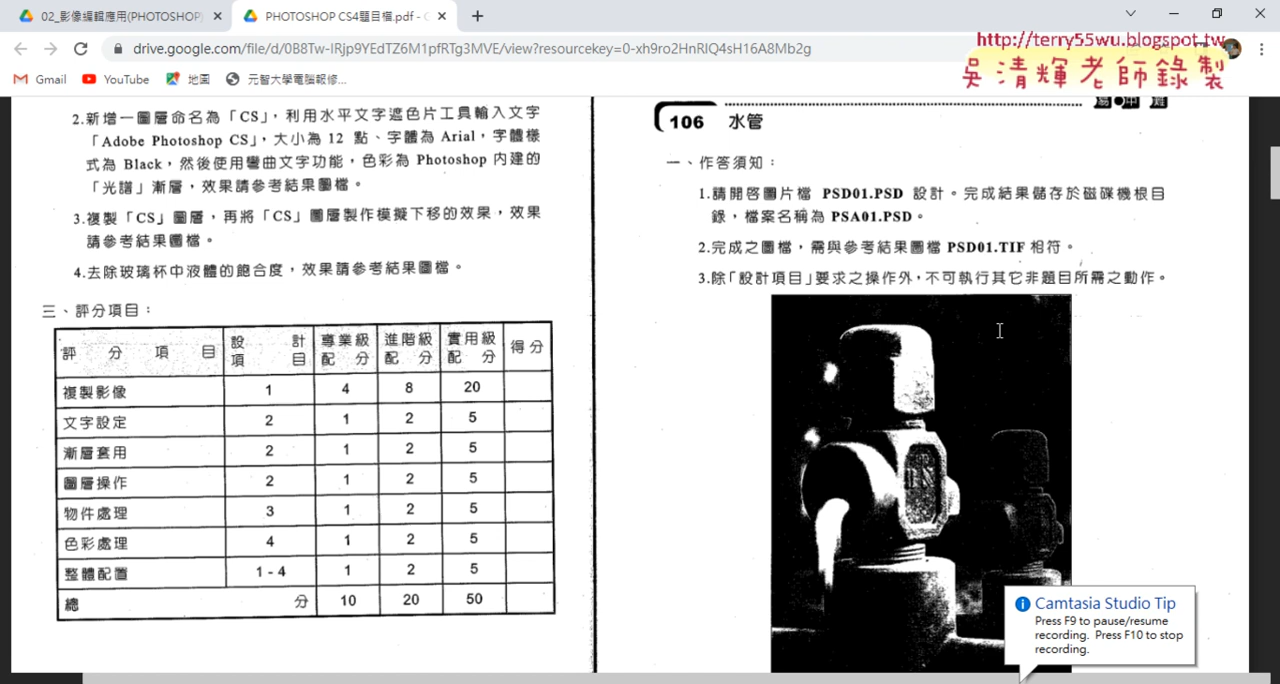 02_影像編輯應用(PHOTOSHOP)
PHOTOSHOP CS4題目檔.pdf - G
drive.google.com/file/d/0B8Tw-lRjp9YEdTZ6M1pfRTg3MVE/view?resourcekey=0-xh9ro2HnRlQ4sH16A8Mb2g
http://terry55wu.blogspot.tw
吳清輝老師錄製
Gmail
YouTube
地圖
元智大學電腦報修...
2.新增一圖層命名為「CS」，利用水平文字遮色片工具輸入文字
「Adobe Photoshop CS」，大小為 12 點、字體為 Arial，字體樣
式為 Black，然後使用彎曲文字功能，色彩為 Photoshop 內建的
「光譜」漸層，效果請參考結果圖檔。
3.複製「CS」圖層，再將「CS」圖層製作模擬下移的效果，效果
請參考結果圖檔。
4.去除玻璃杯中液體的飽合度，效果請參考結果圖檔。
三、評分項目：
評分項目 設計項目 專業級配分 進階級配分 實用級配分 得分
複製影像 1 4 8 20
文字設定 2 1 2 5
漸層套用 2 1 2 5
圖層操作 2 1 2 5
物件處理 3 1 2 5
色彩處理 4 1 2 5
整體配置 1-4 1 2 5
總分 10 20 50
易●中 難
106 水管
一、作答須知：
1.請開啓圖片檔 PSD01.PSD 設計。完成結果儲存於磁碟機根目
錄，檔案名稱為 PSA01.PSD。
2.完成之圖檔，需與參考結果圖檔 PSD01.TIF 相符。
3.除「設計項目」要求之操作外，不可執行其它非題目所需之動作。
Camtasia Studio Tip
Press F9 to pause/resume
recording. Press F10 to stop
recording.